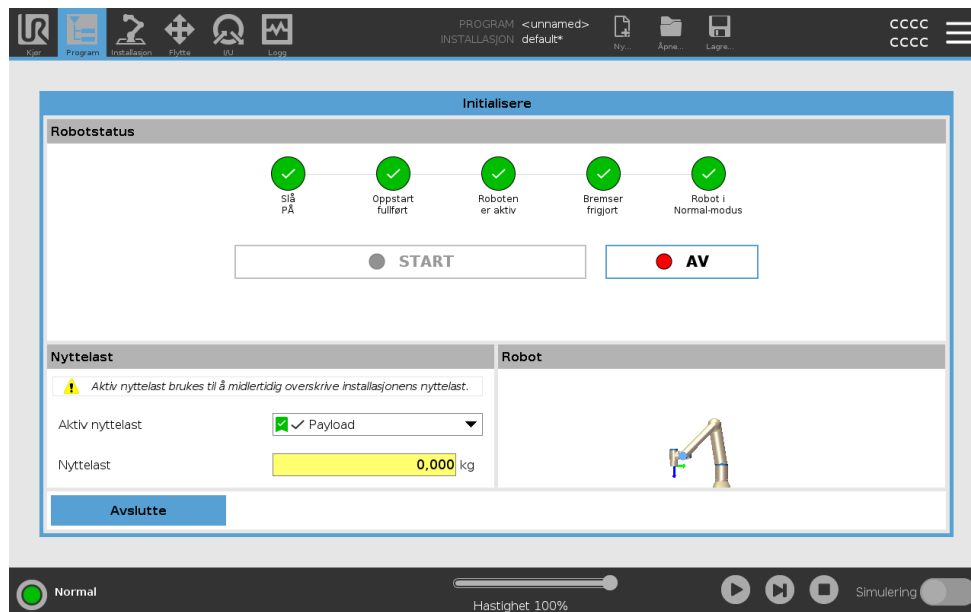 PROGRAM <unnamed>
INSTALLASJON default*
CCCC
CCCC
Kjør
Program
Installasjon
Flytte
I/U
Logg
Ny...
Åpne...
Lagre...
Initialisere
Robotstatus
Slå
PÅ
Oppstart
fullført
Roboten
er aktiv
Bremser
frigjort
Robot i
Normal-modus
START
AV
Nyttelast
Robot
Aktiv nyttelast brukes til å midlertidig overskrive installasjonens nyttelast.
Aktiv nyttelast
Payload
Nyttelast
0,000 kg
Avslutte
Normal
Hastighet 100%
Simulering